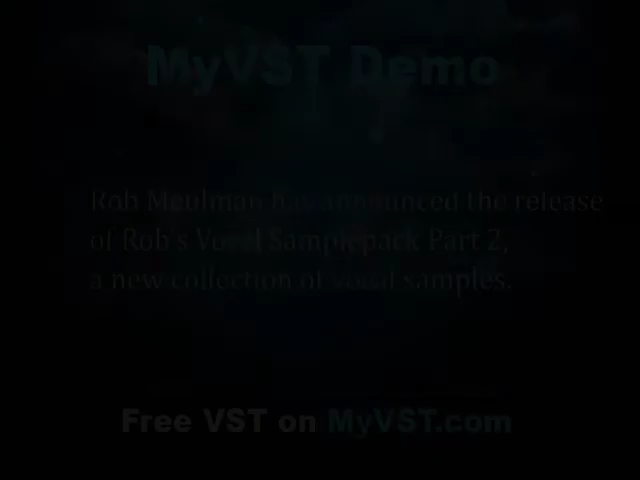 MyVST Demo
Rob Meulman has announced the release
of Rob's Vocal Samplepack Part 2,
a new collection of vocal samples.
Free VST on MyVST.com